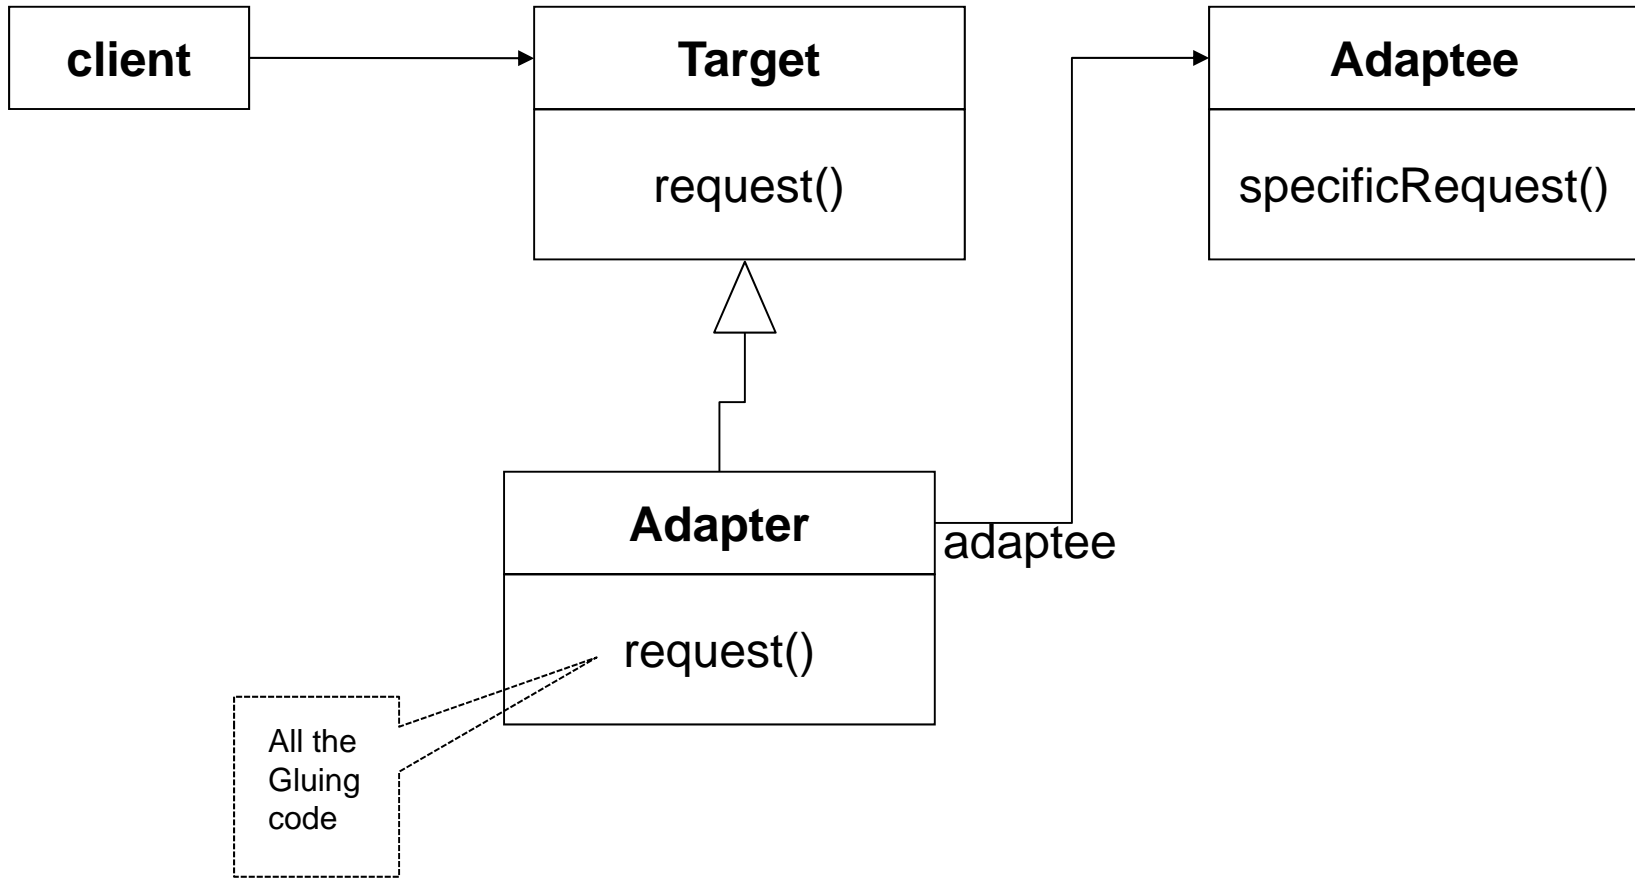 client
Target
request()
Adaptee
specificRequest()
Adapter
adaptee
request()
All the
Gluing
code